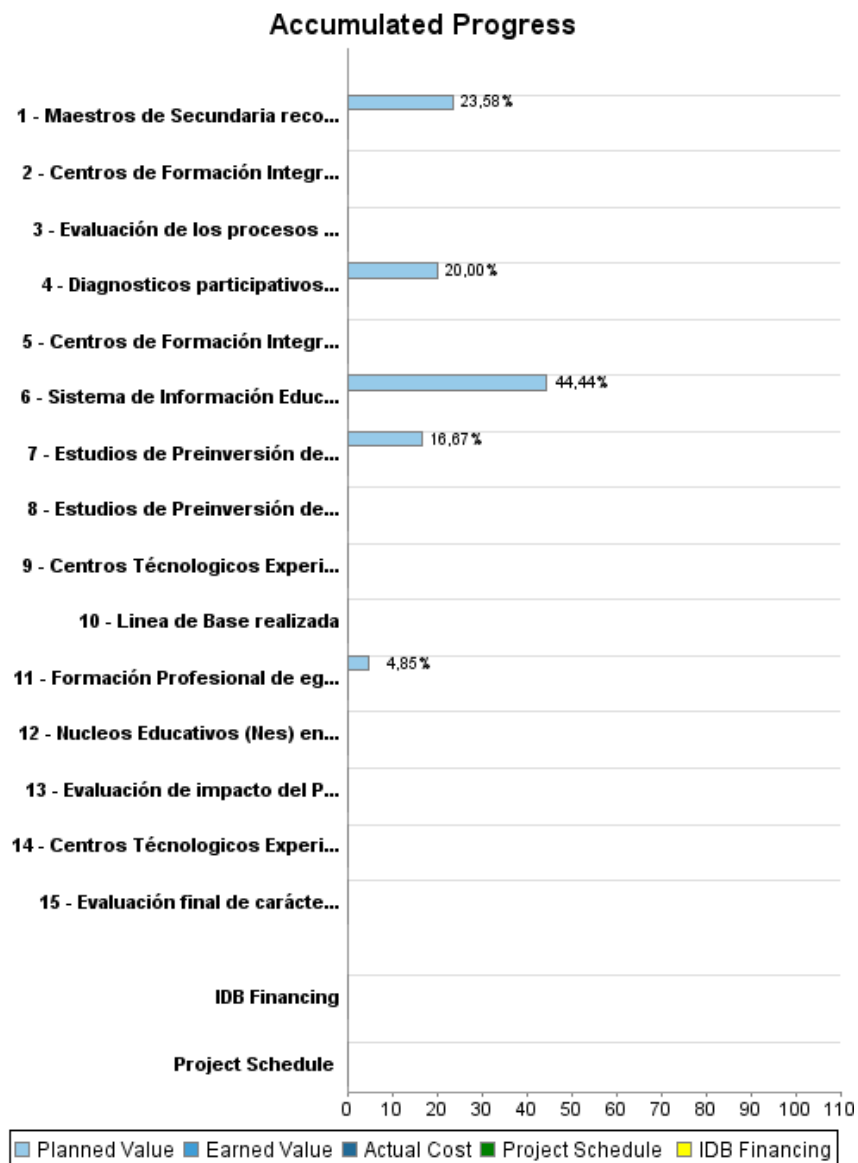 Accumulated Progress
1 - Maestros de Secundaria reco...
23,58%
2 - Centros de Formación Integr...
3 - Evaluación de los procesos ...
4 - Diagnosticos participativos...
20,00%
5 - Centros de Formación Integr...
6 - Sistema de Información Educ...
44,44%
7 - Estudios de Preinversión de...
16,67%
8 - Estudios de Preinversión de...
9 - Centros Técnologicos Experi...
10 - Linea de Base realizada
11 - Formación Profesional de eg...
4,85%
12 - Nucleos Educativos (Nes) en...
13 - Evaluación de impacto del P...
14 - Centros Técnologicos Experi...
15 - Evaluación final de carácte...
IDB Financing
Project Schedule
0 10 20 30 40 50 60 70 80 90 100 110
Planned Value Earned Value Actual Cost Project Schedule IDB Financing